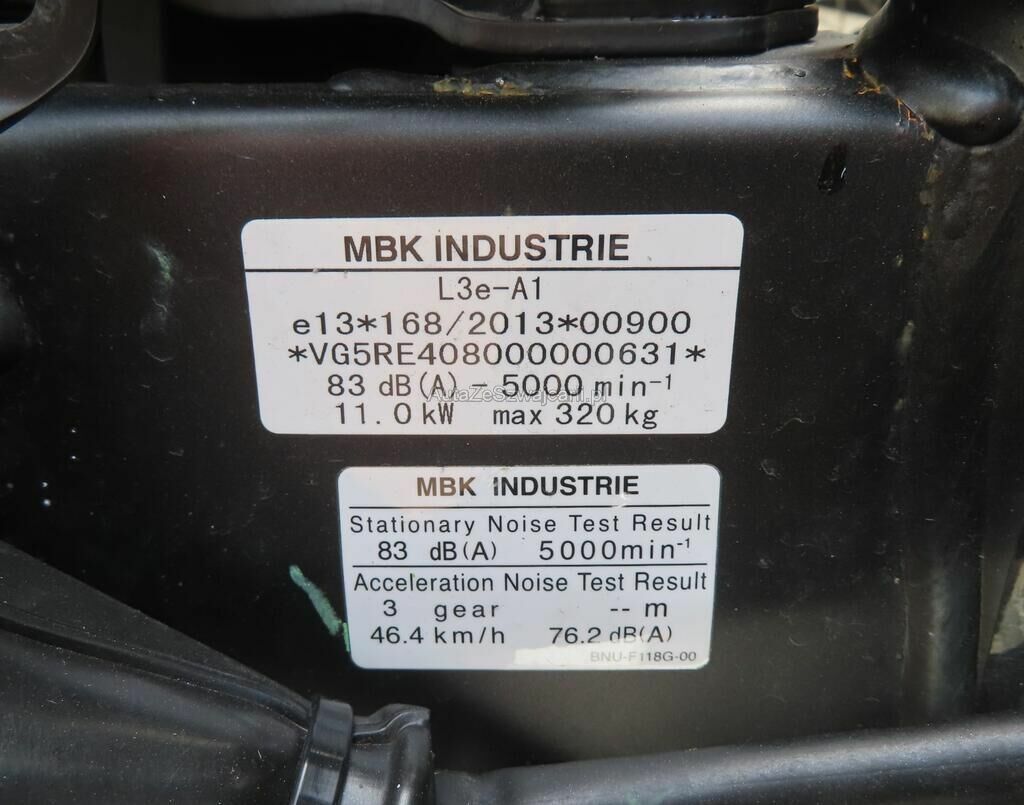 MBK INDUSTRIE
L3e-A1
e13*168/2013*00900
*VG5RE408000000631*
83 dB(A) - 5000 min-1
AutaZeSzwajcarii.pl
11.0 kW max 320 kg
MBK INDUSTRIE
Stationary Noise Test Result
83 dB(A) 5000min-1
Acceleration Noise Test Result
3 gear -- m
46.4 km/h 76.2 dB(A)
BNU-F118G-00